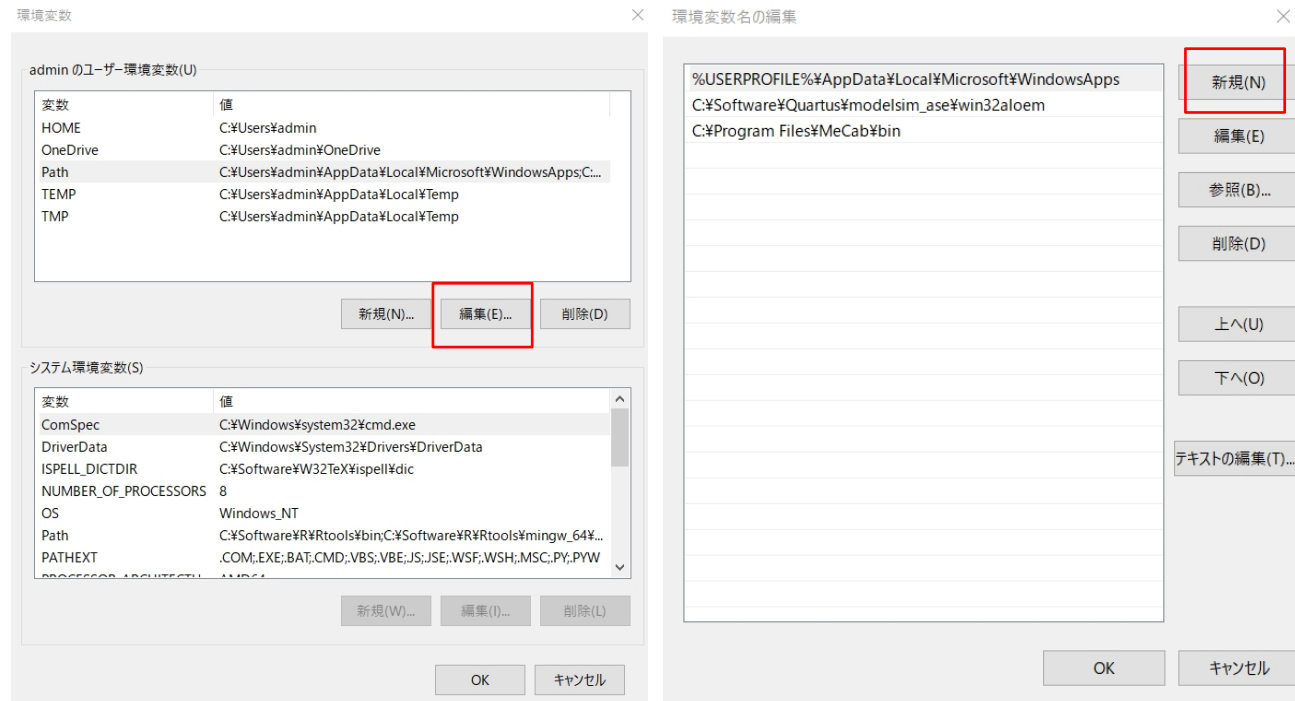 環境変数
admin のユーザー環境変数(U)
変数 値
HOME C:¥Users¥admin
OneDrive C:¥Users¥admin¥OneDrive
Path C:¥Users¥admin¥AppData¥Local¥Microsoft¥WindowsApps;C:...
TEMP C:¥Users¥admin¥AppData¥Local¥Temp
TMP C:¥Users¥admin¥AppData¥Local¥Temp
新規(N)... 編集(E)... 削除(D)
システム環境変数(S)
変数 値
ComSpec C:¥Windows¥system32¥cmd.exe
DriverData C:¥Windows¥System32¥Drivers¥DriverData
ISPELL_DICTDIR C:¥Software¥W32TeX¥ispell¥dic
NUMBER_OF_PROCESSORS 8
OS Windows_NT
Path C:¥Software¥R¥Rtools¥bin;C:¥Software¥R¥Rtools¥mingw_64¥...
PATHEXT .COM;.EXE;.BAT;.CMD;.VBS;.VBE;.JS;.JSE;.WSF;.WSH;.MSC;.PY;.PYW
新規(W)... 編集(I)... 削除(L)
OK キャンセル
環境変数名の編集
%USERPROFILE%¥AppData¥Local¥Microsoft¥WindowsApps
C:¥Software¥Quartus¥modelsim_ase¥win32aloem
C:¥Program Files¥MeCab¥bin
新規(N)
編集(E)
参照(B)...
削除(D)
上へ(U)
下へ(O)
テキストの編集(T)...
OK キャンセル